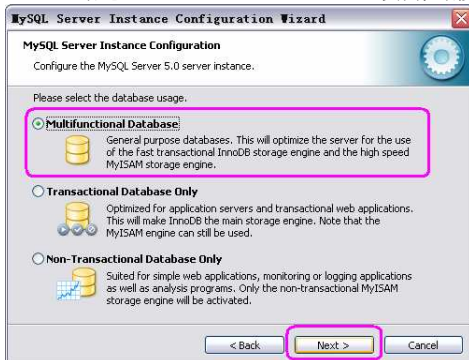 MySQL Server Instance Configuration Wizard
MySQL Server Instance Configuration
Configure the MySQL Server 5.0 server instance.
Please select the database usage.
Multifunctional Database
General purpose databases. This will optimize the server for the use
of the fast transactional InnoDB storage engine and the high speed
MyISAM storage engine.
Transactional Database Only
Optimized for application servers and transactional web applications.
This will make InnoDB the main storage engine. Note that the
MyISAM engine can still be used.
Non-Transactional Database Only
Suited for simple web applications, monitoring or logging applications
as well as analysis programs. Only the non-transactional MyISAM
storage engine will be activated.
< Back Next > Cancel